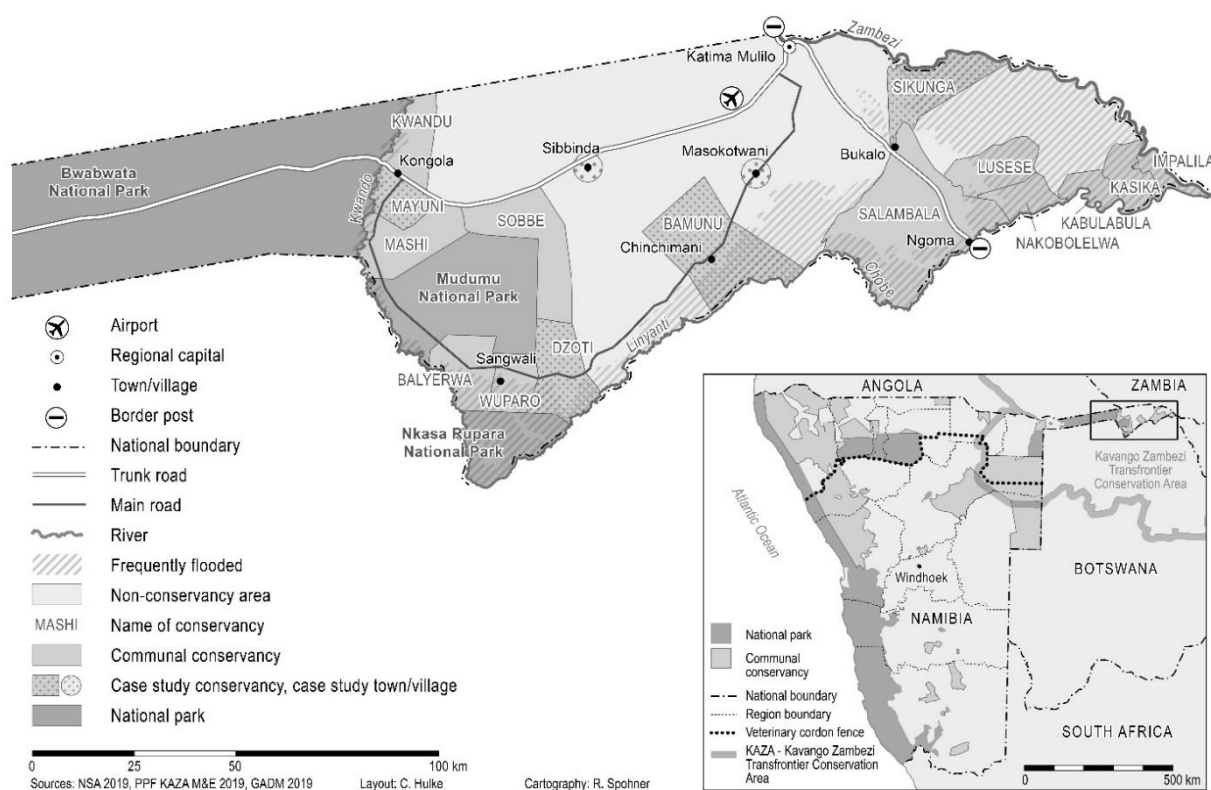 Zambezi
Katima Mulilo
SIKUNGA
KWANDU
Bwabwata
National Park
Kongola
Sibbinda
Masokotwani
Bukalo
LUSESE
IMPALILA
KASIKA
Kwando
MAYUNI
SOBBE
BAMUNU
SALAMBALA
KABULABULA
MASHI
Chinchimani
Ngoma
NAKOBOLELWA
Mudumu
National Park
Chobe
Linyanti
DZOTI
Sangwali
BALYERWA
WUPARO
Nkasa Rupara
National Park
Airport
Regional capital
Town/village
Border post
National boundary
Trunk road
Main road
River
Frequently flooded
Non-conservancy area
MASHI
Name of conservancy
Communal conservancy
Case study conservancy, case study town/village
National park
0 25 50 100 km
Sources: NSA 2019, PPF KAZA M&E 2019, GADM 2019 Layout: C. Hulke Cartography: R. Spohner
ANGOLA
ZAMBIA
Kavango Zambezi
Transfrontier
Conservation Area
Atlantic Ocean
Windhoek
BOTSWANA
NAMIBIA
SOUTH AFRICA
National park
Communal
conservancy
National boundary
Region boundary
Veterinary cordon fence
KAZA - Kavango Zambezi
Transfrontier Conservation
Area
0 500 km